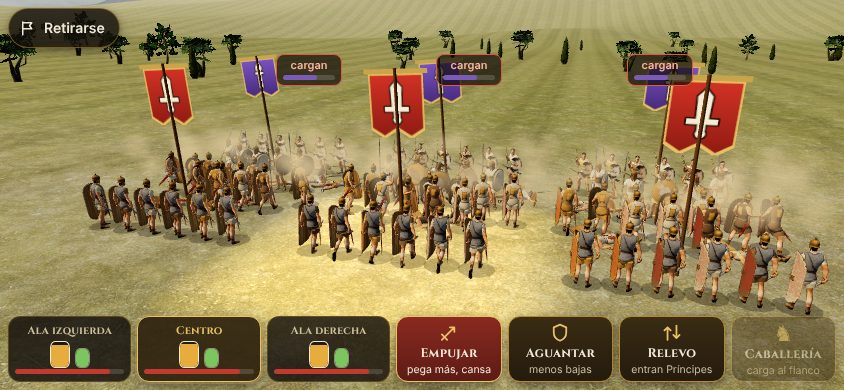 Retirarse
cargan
cargan
cargan
Ala izquierda
Centro
Ala derecha
Empujar
pega más, cansa
Aguantar
menos bajas
Relevo
entran Príncipes
Caballería
carga al flanco